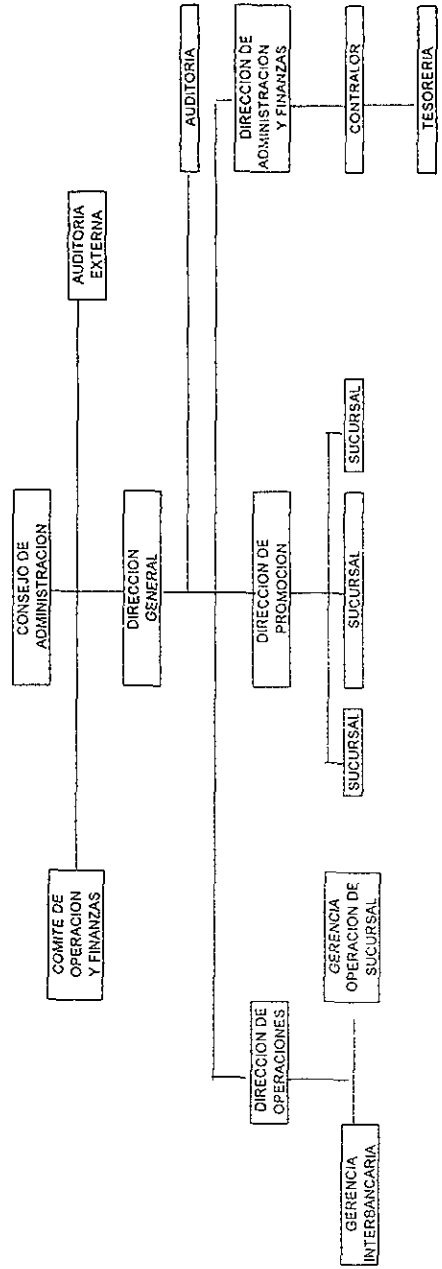 CONSEJO DE
ADMINISTRACION
COMITE DE
OPERACION
Y FINANZAS
AUDITORIA
EXTERNA
DIRECCION
GENERAL
AUDITORIA
DIRECCION DE
OPERACIONES
DIRECCION DE
PROMOCION
DIRECCION DE
ADMINISTRACION
Y FINANZAS
GERENCIA
INTERBANCARIA
GERENCIA
OPERACION DE
SUCURSAL
SUCURSAL
SUCURSAL
SUCURSAL
CONTRALOR
TESORERIA